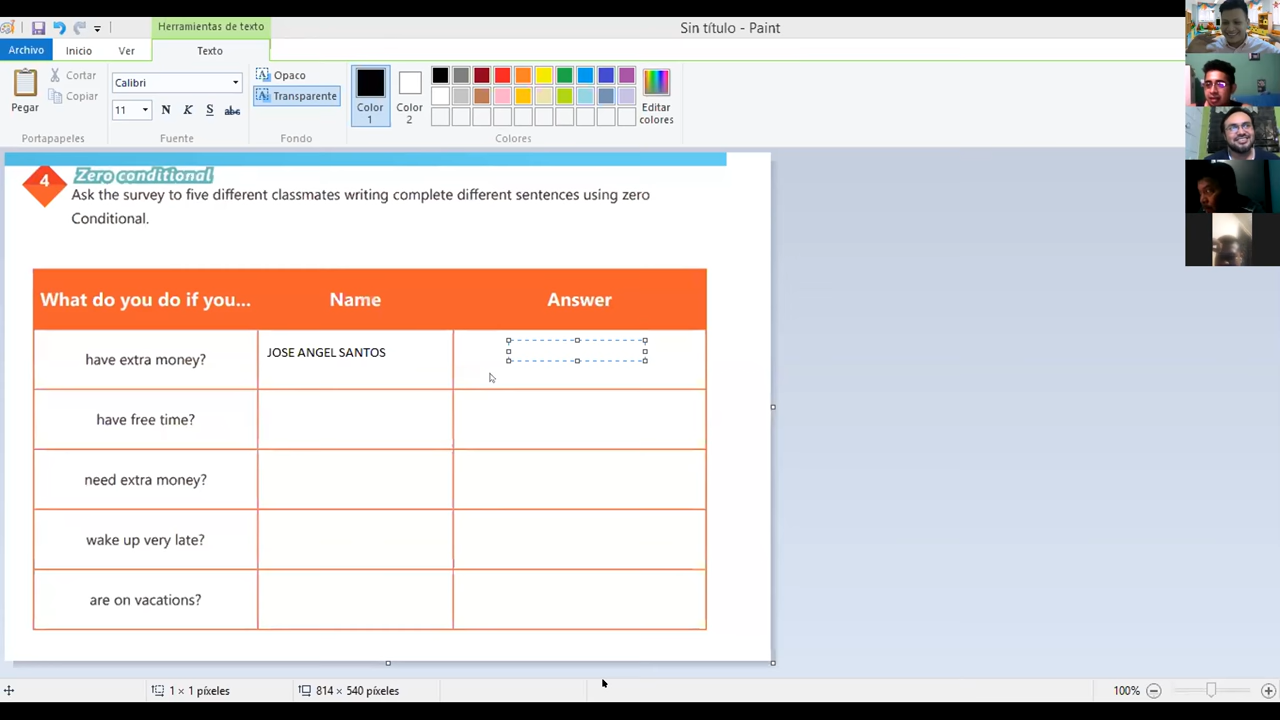 Herramientas de texto
Sin título - Paint
Archivo
Inicio
Ver
Texto
Pegar
Cortar
Copiar
Portapapeles
Calibri
11
N K S abc
Fuente
Opaco
Transparente
Fondo
Color 1
Color 2
Editar colores
Colores
4
Zero conditional
Ask the survey to five different classmates writing complete different sentences using zero
Conditional.
What do you do if you... Name Answer
have extra money? JOSE ANGEL SANTOS
have free time?
need extra money?
wake up very late?
are on vacations?
1 × 1 píxeles
814 × 540 píxeles
100%